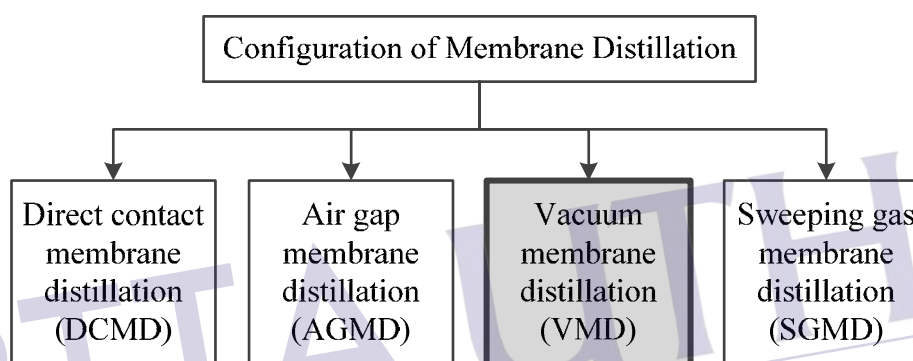 Configuration of Membrane Distillation
Direct contact
membrane
distillation
(DCMD)
Air gap
membrane
distillation
(AGMD)
Vacuum
membrane
distillation
(VMD)
Sweeping gas
membrane
distillation
(SGMD)